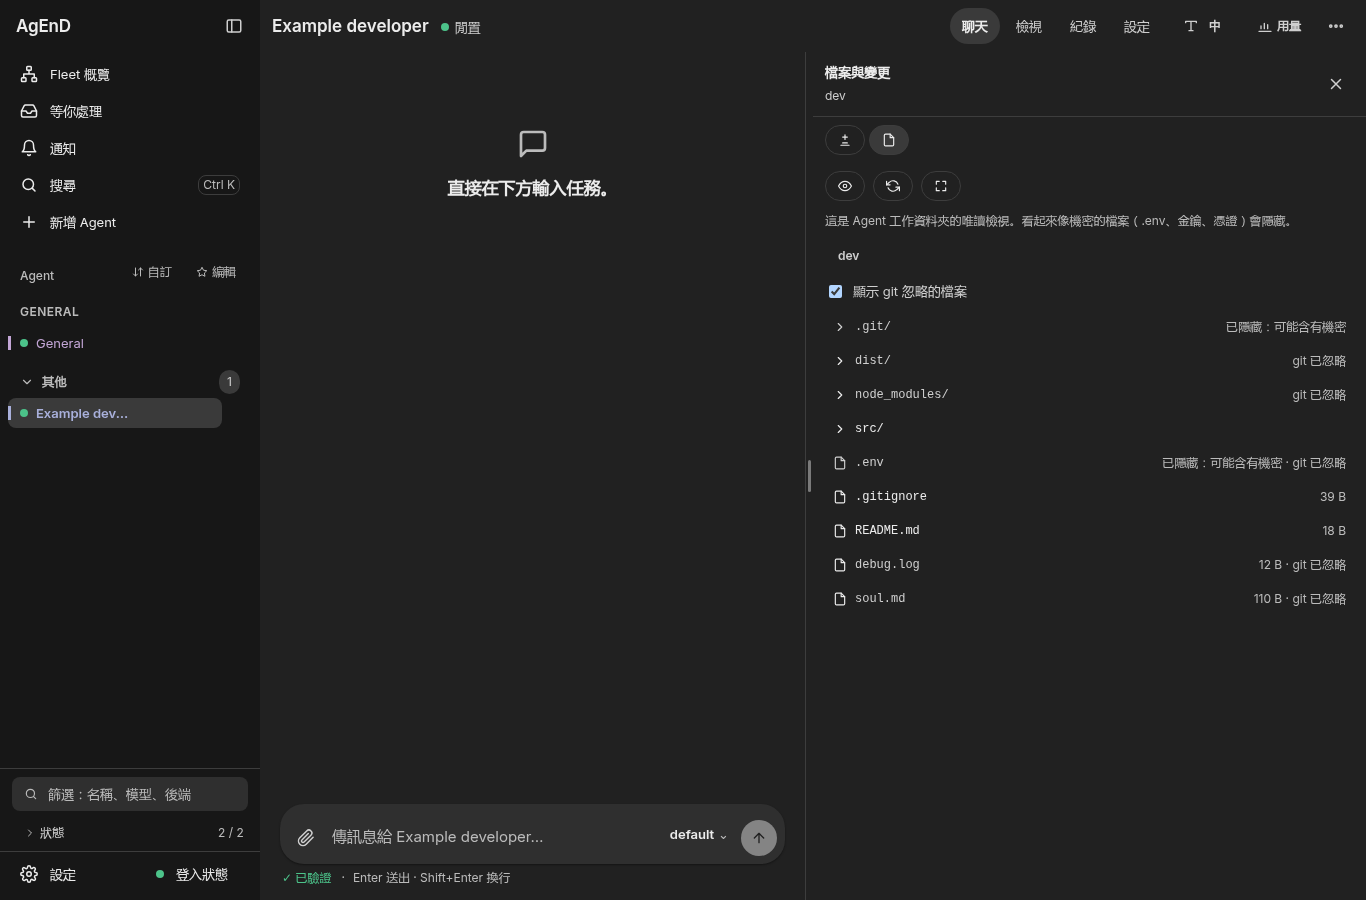 AgEnD
Fleet 概覽
等你處理
通知
搜尋 Ctrl K
新增 Agent
Agent 自訂 編輯
GENERAL
General
其他 1
Example dev...
篩選：名稱、模型、後端
狀態 2 / 2
設定 登入狀態
Example developer 閒置
聊天 檢視 紀錄 設定 T 中 用量
直接在下方輸入任務。
傳訊息給 Example developer... default
✓ 已驗證 · Enter 送出 · Shift+Enter 換行
檔案與變更
dev
這是 Agent 工作資料夾的唯讀檢視。看起來像機密的檔案（.env、金鑰、憑證）會隱藏。
dev
顯示 git 忽略的檔案
.git/ 已隱藏：可能含有機密
dist/ git 已忽略
node_modules/ git 已忽略
src/
.env 已隱藏：可能含有機密 · git 已忽略
.gitignore 39 B
README.md 18 B
debug.log 12 B · git 已忽略
soul.md 110 B · git 已忽略